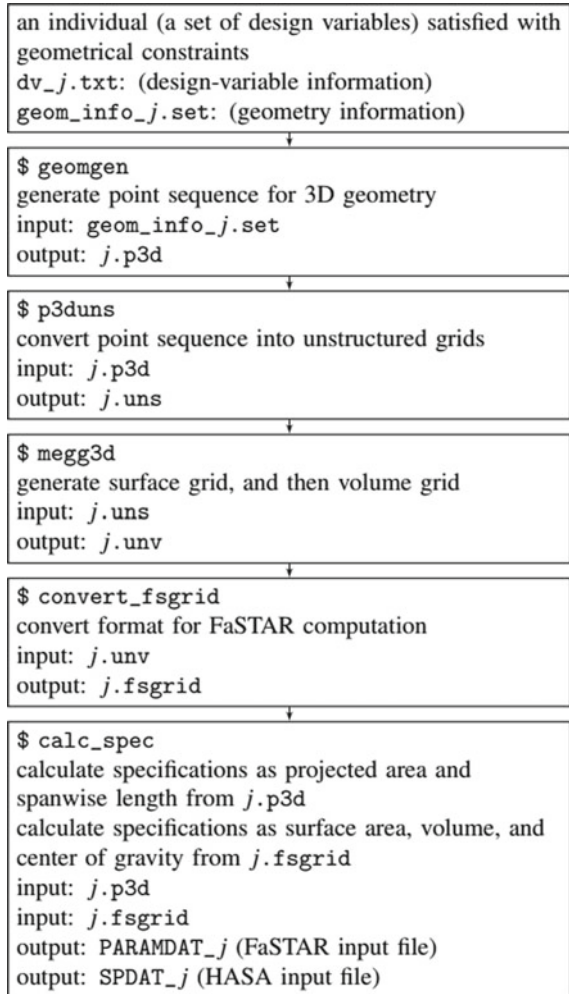 an individual (a set of design variables) satisfied with
geometrical constraints
dv_j.txt: (design-variable information)
geom_info_j.set: (geometry information)
$ geomgen
generate point sequence for 3D geometry
input: geom_info_j.set
output: j.p3d
$ p3duns
convert point sequence into unstructured grids
input: j.p3d
output: j.uns
$ megg3d
generate surface grid, and then volume grid
input: j.uns
output: j.unv
$ convert_fsgrid
convert format for FaSTAR computation
input: j.unv
output: j.fsgrid
$ calc_spec
calculate specifications as projected area and
spanwise length from j.p3d
calculate specifications as surface area, volume, and
center of gravity from j.fsgrid
input: j.p3d
input: j.fsgrid
output: PARAMDAT_j (FaSTAR input file)
output: SPDAT_j (HASA input file)